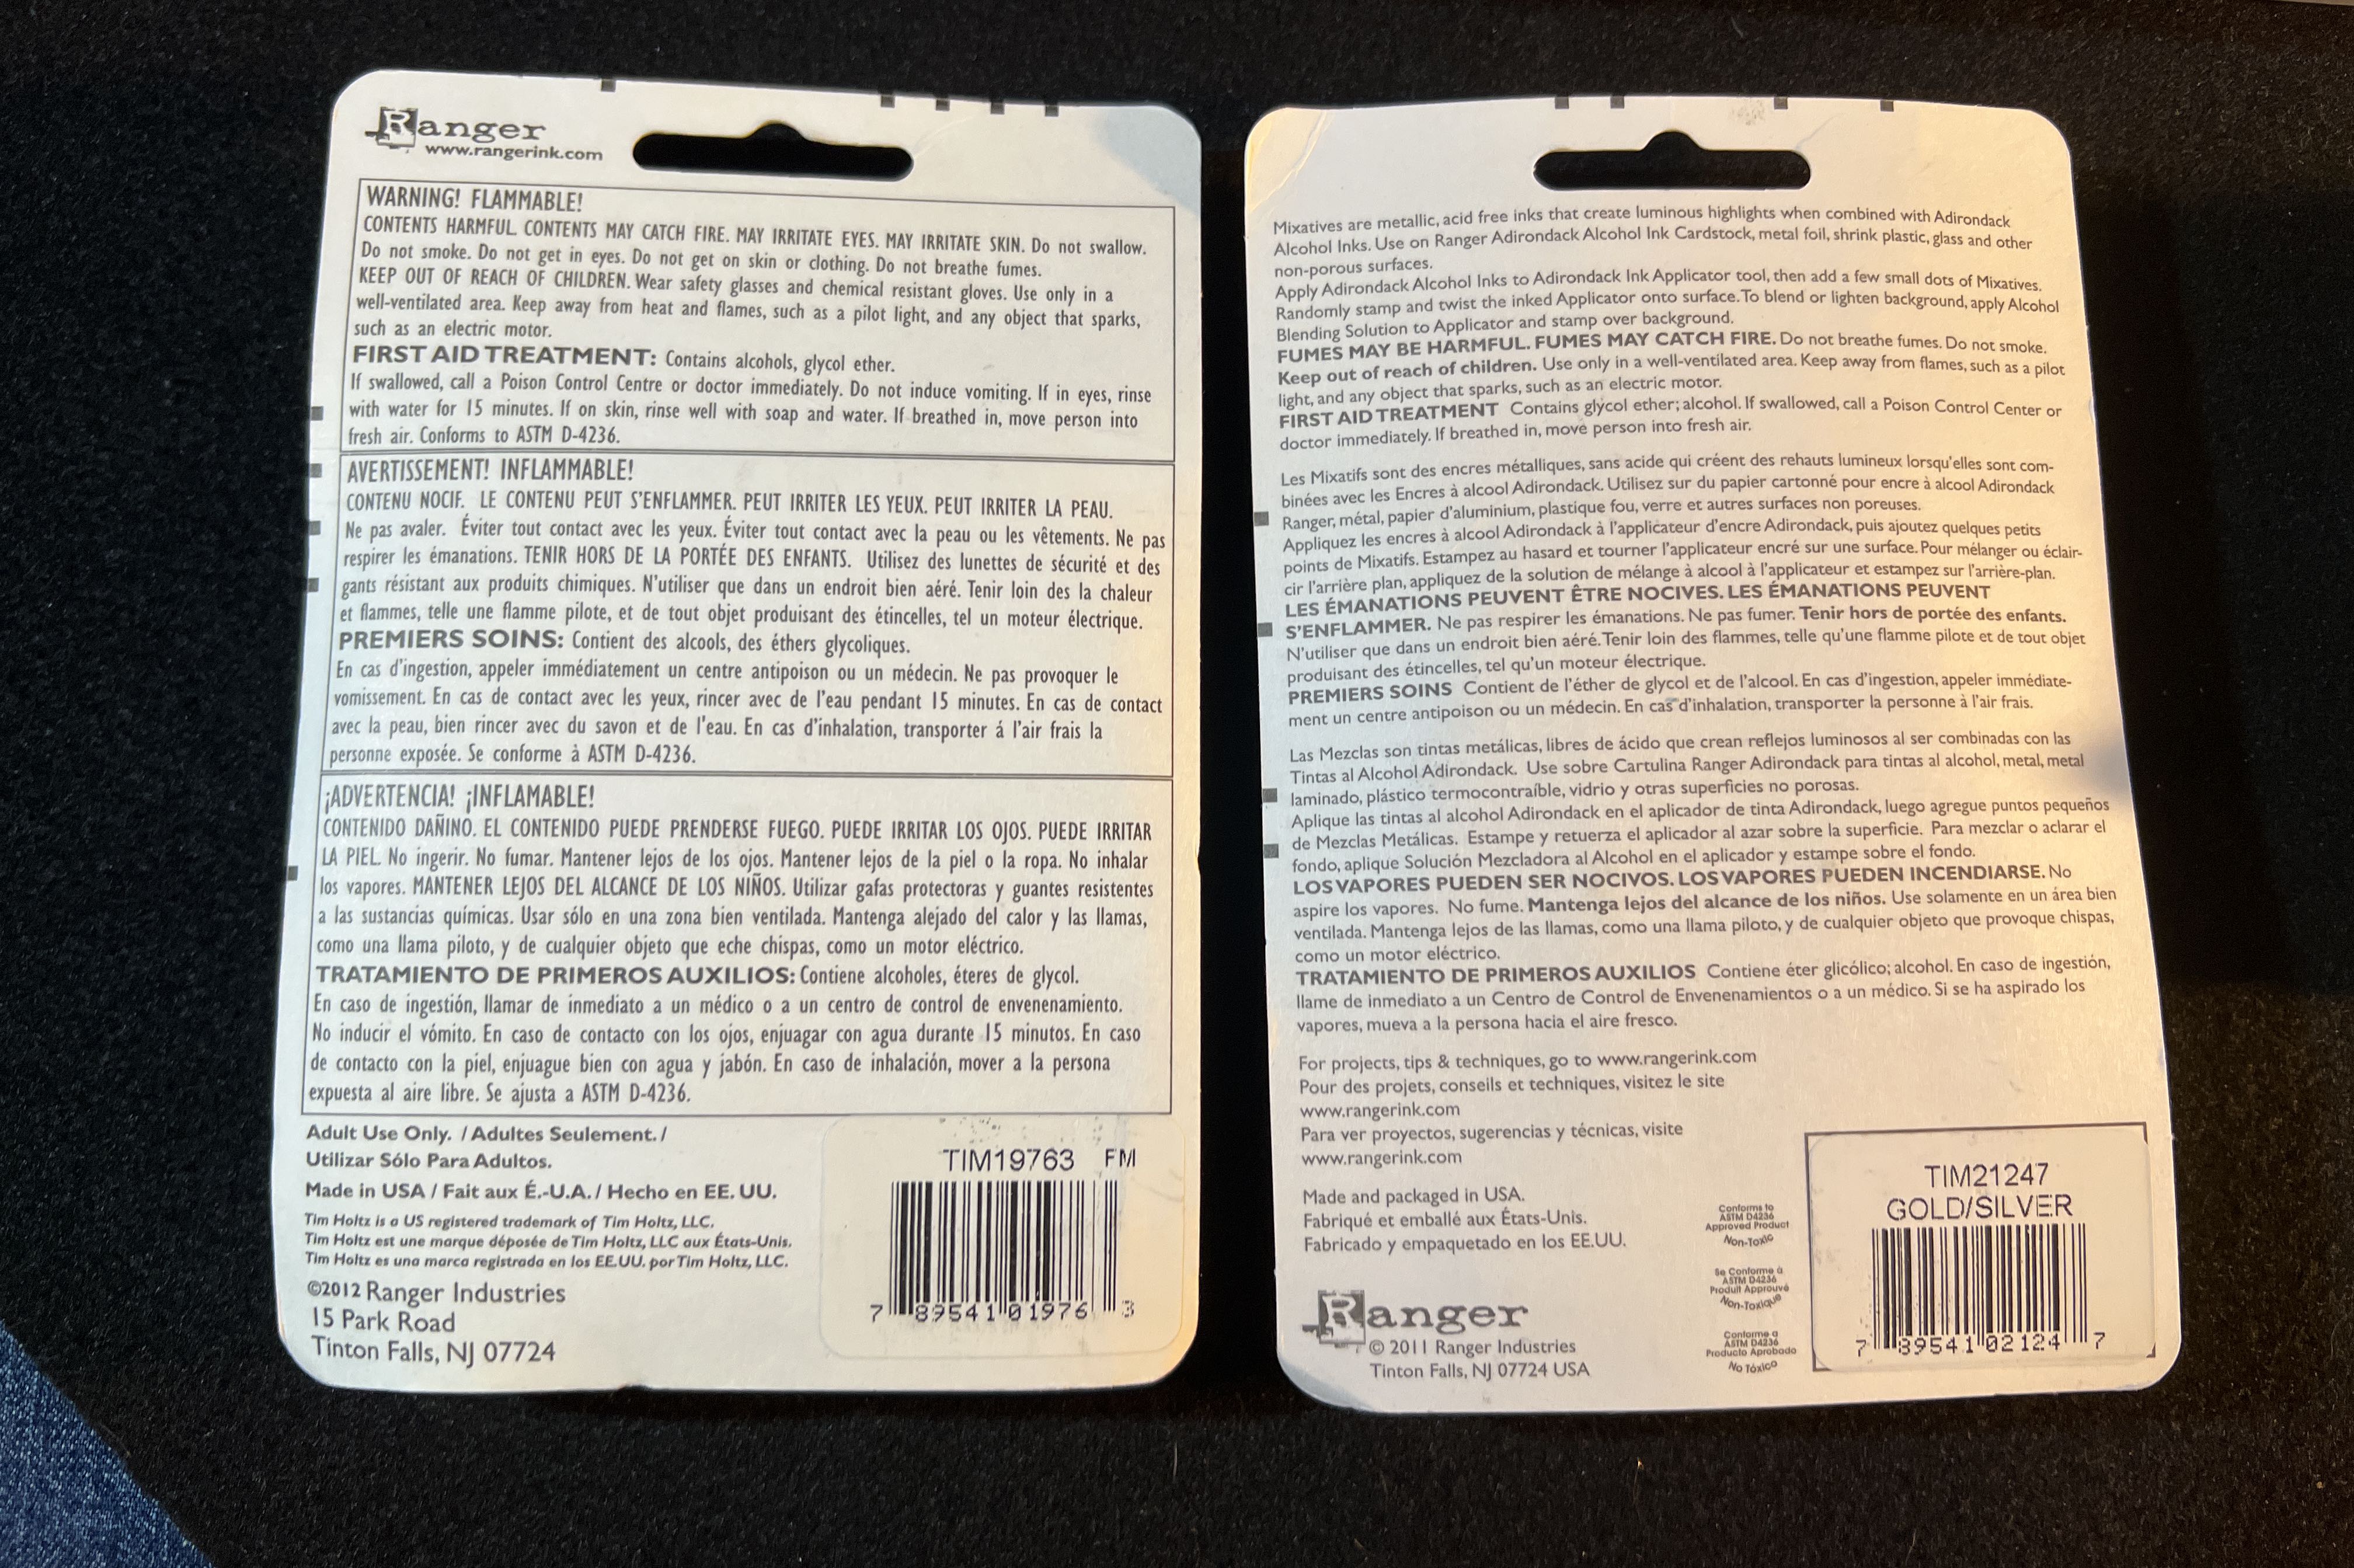 Ranger
www.rangerink.com
WARNING! FLAMMABLE!
CONTENTS HARMFUL. CONTENTS MAY CATCH FIRE. MAY IRRITATE EYES. MAY IRRITATE SKIN. Do not swallow.
Do not smoke. Do not get in eyes. Do not get on skin or clothing. Do not breathe fumes.
KEEP OUT OF REACH OF CHILDREN. Wear safety glasses and chemical resistant gloves. Use only in a
well-ventilated area. Keep away from heat and flames, such as a pilot light, and any object that sparks,
such as an electric motor.
FIRST AID TREATMENT: Contains alcohols, glycol ether.
If swallowed, call a Poison Control Centre or doctor immediately. Do not induce vomiting. If in eyes, rinse
with water for 15 minutes. If on skin, rinse well with soap and water. If breathed in, move person into
fresh air. Conforms to ASTM D-4236.
AVERTISSEMENT! INFLAMMABLE!
CONTENU NOCIF. LE CONTENU PEUT S'ENFLAMMER. PEUT IRRITER LES YEUX. PEUT IRRITER LA PEAU.
Ne pas avaler. Éviter tout contact avec les yeux. Éviter tout contact avec la peau ou les vêtements. Ne pas
respirer les émanations. TENIR HORS DE LA PORTÉE DES ENFANTS. Utilisez des lunettes de sécurité et des
gants résistant aux produits chimiques. N'utiliser que dans un endroit bien aéré. Tenir loin des la chaleur
et flammes, telle une flamme pilote, et de tout objet produisant des étincelles, tel un moteur électrique.
PREMIERS SOINS: Contient des alcools, des éthers glycoliques.
En cas d'ingestion, appeler immédiatement un centre antipoison ou un médecin. Ne pas provoquer le
vomissement. En cas de contact avec les yeux, rincer avec de l'eau pendant 15 minutes. En cas de contact
avec la peau, bien rincer avec du savon et de l'eau. En cas d'inhalation, transporter á l'air frais la
personne exposée. Se conforme à ASTM D-4236.
¡ADVERTENCIA! ¡INFLAMABLE!
CONTENIDO DAÑINO. EL CONTENIDO PUEDE PRENDERSE FUEGO. PUEDE IRRITAR LOS OJOS. PUEDE IRRITAR
LA PIEL. No ingerir. No fumar. Mantener lejos de los ojos. Mantener lejos de la piel o la ropa. No inhalar
los vapores. MANTENER LEJOS DEL ALCANCE DE LOS NIÑOS. Utilizar gafas protectoras y guantes resistentes
a las sustancias químicas. Usar sólo en una zona bien ventilada. Mantenga alejado del calor y las llamas,
como una llama piloto, y de cualquier objeto que eche chispas, como un motor eléctrico.
TRATAMIENTO DE PRIMEROS AUXILIOS: Contiene alcoholes, éteres de glycol.
En caso de ingestión, llamar de inmediato a un médico o a un centro de control de envenenamiento.
No inducir el vómito. En caso de contacto con los ojos, enjuagar con agua durante 15 minutos. En caso
de contacto con la piel, enjuague bien con agua y jabón. En caso de inhalación, mover a la persona
expuesta al aire libre. Se ajusta a ASTM D-4236.
Adult Use Only. / Adultes Seulement. /
Utilizar Sólo Para Adultos.
Made in USA / Fait aux É.-U.A. / Hecho en EE. UU.
Tim Holtz is a US registered trademark of Tim Holtz, LLC.
Tim Holtz est une marque déposée de Tim Holtz, LLC aux États-Unis.
Tim Holtz es una marca registrada en los EE.UU. por Tim Holtz, LLC.
©2012 Ranger Industries
15 Park Road
Tinton Falls, NJ 07724
TIM19763 FM
7 89541 01976 3
Mixatives are metallic, acid free inks that create luminous highlights when combined with Adirondack
Alcohol Inks. Use on Ranger Adirondack Alcohol Ink Cardstock, metal foil, shrink plastic, glass and other
non-porous surfaces.
Apply Adirondack Alcohol Inks to Adirondack Ink Applicator tool, then add a few small dots of Mixatives.
Randomly stamp and twist the inked Applicator onto surface. To blend or lighten background, apply Alcohol
Blending Solution to Applicator and stamp over background.
FUMES MAY BE HARMFUL. FUMES MAY CATCH FIRE. Do not breathe fumes. Do not smoke.
Keep out of reach of children. Use only in a well-ventilated area. Keep away from flames, such as a pilot
light, and any object that sparks, such as an electric motor.
FIRST AID TREATMENT Contains glycol ether; alcohol. If swallowed, call a Poison Control Center or
doctor immediately. If breathed in, move person into fresh air.
Les Mixatifs sont des encres métalliques, sans acide qui créent des rehauts lumineux lorsqu'elles sont com-
binées avec les Encres à alcool Adirondack. Utilisez sur du papier cartonné pour encre à alcool Adirondack
Ranger, métal, papier d'aluminium, plastique fou, verre et autres surfaces non poreuses.
Appliquez les encres à alcool Adirondack à l'applicateur d'encre Adirondack, puis ajoutez quelques petits
points de Mixatifs. Estampez au hasard et tourner l'applicateur encré sur une surface. Pour mélanger ou éclair-
cir l'arrière plan, appliquez de la solution de mélange à alcool à l'applicateur et estampez sur l'arrière-plan.
LES ÉMANATIONS PEUVENT ÊTRE NOCIVES. LES ÉMANATIONS PEUVENT
S'ENFLAMMER. Ne pas respirer les émanations. Ne pas fumer. Tenir hors de portée des enfants.
N'utiliser que dans un endroit bien aéré. Tenir loin des flammes, telle qu'une flamme pilote et de tout objet
produisant des étincelles, tel qu'un moteur électrique.
PREMIERS SOINS Contient de l'éther de glycol et de l'alcool. En cas d'ingestion, appeler immédiate-
ment un centre antipoison ou un médecin. En cas d'inhalation, transporter la personne à l'air frais.
Las Mezclas son tintas metálicas, libres de ácido que crean reflejos luminosos al ser combinadas con las
Tintas al Alcohol Adirondack. Use sobre Cartulina Ranger Adirondack para tintas al alcohol, metal, metal
laminado, plástico termocontraíble, vidrio y otras superficies no porosas.
Aplique las tintas al alcohol Adirondack en el aplicador de tinta Adirondack, luego agregue puntos pequeños
de Mezclas Metálicas. Estampe y retuerza el aplicador al azar sobre la superficie. Para mezclar o aclarar el
fondo, aplique Solución Mezcladora al Alcohol en el aplicador y estampe sobre el fondo.
LOS VAPORES PUEDEN SER NOCIVOS. LOS VAPORES PUEDEN INCENDIARSE. No
aspire los vapores. No fume. Mantenga lejos del alcance de los niños. Use solamente en un área bien
ventilada. Mantenga lejos de las llamas, como una llama piloto, y de cualquier objeto que provoque chispas,
como un motor eléctrico.
TRATAMIENTO DE PRIMEROS AUXILIOS Contiene éter glicólico; alcohol. En caso de ingestión,
llame de inmediato a un Centro de Control de Envenenamientos o a un médico. Si se ha aspirado los
vapores, mueva a la persona hacia el aire fresco.
For projects, tips & techniques, go to www.rangerink.com
Pour des projets, conseils et techniques, visitez le site
www.rangerink.com
Para ver proyectos, sugerencias y técnicas, visite
www.rangerink.com
Made and packaged in USA.
Fabriqué et emballé aux États-Unis.
Fabricado y empaquetado en los EE.UU.
Ranger
© 2011 Ranger Industries
Tinton Falls, NJ 07724 USA
Conforms to
ASTM D4236
Approved Product
Non-Toxic
Se Conforme à
ASTM D4236
Produit Approuvé
Non-Toxique
Conforme a
ASTM D4236
Producto Aprobado
No Tóxico
TIM21247
GOLD/SILVER
7 89541 02124 7